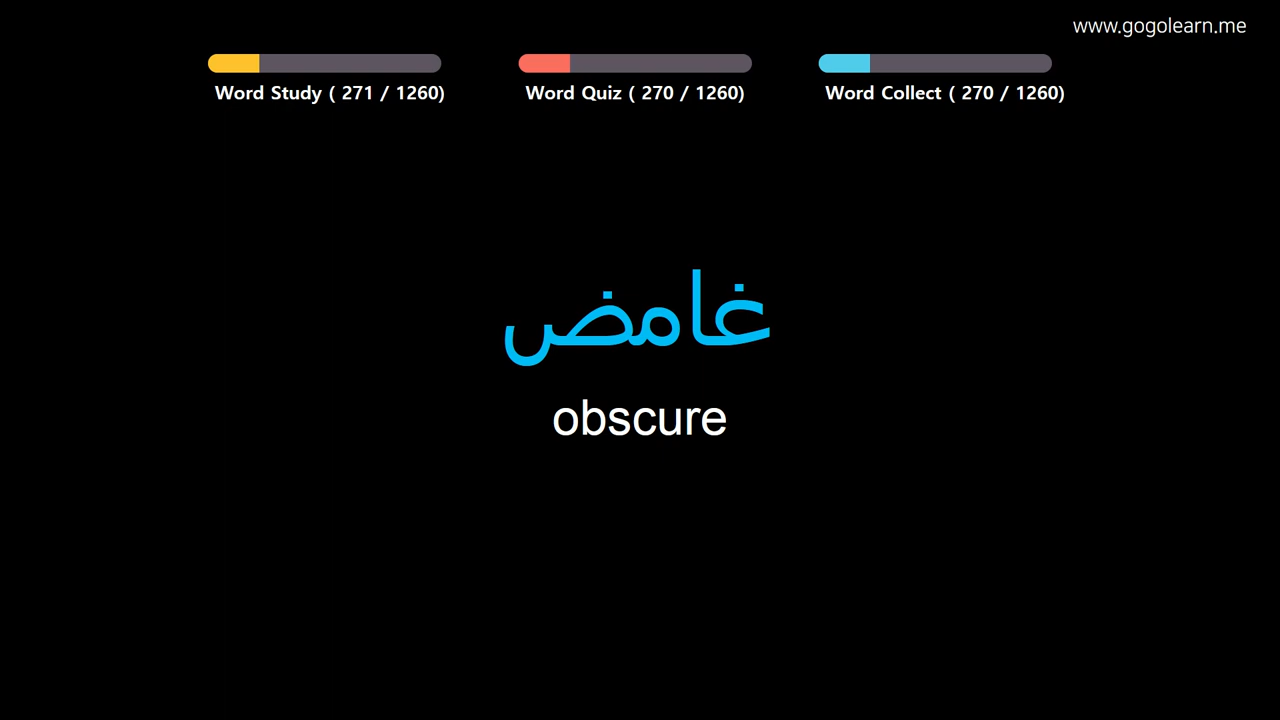 www.gogolearn.me
Word Study ( 271 / 1260)
Word Quiz ( 270 / 1260)
Word Collect ( 270 / 1260)
غامض
obscure